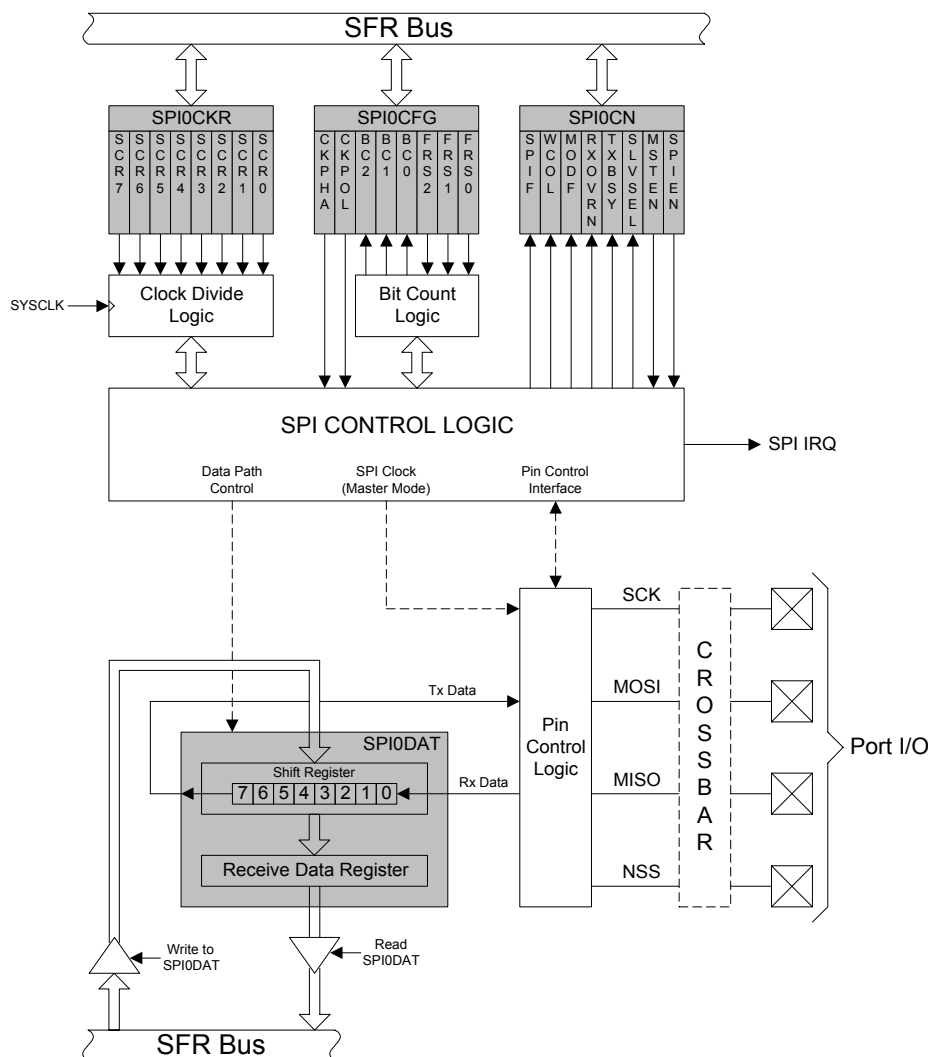 SFR Bus
SPI0CKR
SCR7
SCR6
SCR5
SCR4
SCR3
SCR2
SCR1
SCR0
SPI0CFG
CKPHA
CKPOL
BC2
BC1
BC0
FRS2
FRS1
FRS0
SPI0CN
SPIF
WCOL
MODF
RXOVRN
TXBSY
SLVSEL
MSTEN
SPIEN
SYSCLK
Clock Divide
Logic
Bit Count
Logic
SPI CONTROL LOGIC
SPI IRQ
Data Path
Control
SPI Clock
(Master Mode)
Pin Control
Interface
SCK
MOSI
MISO
NSS
CROSSBAR
Port I/O
Tx Data
Pin
Control
Logic
SPI0DAT
Shift Register
7 6 5 4 3 2 1 0
Rx Data
Receive Data Register
Write to
SPI0DAT
Read
SPI0DAT
SFR Bus